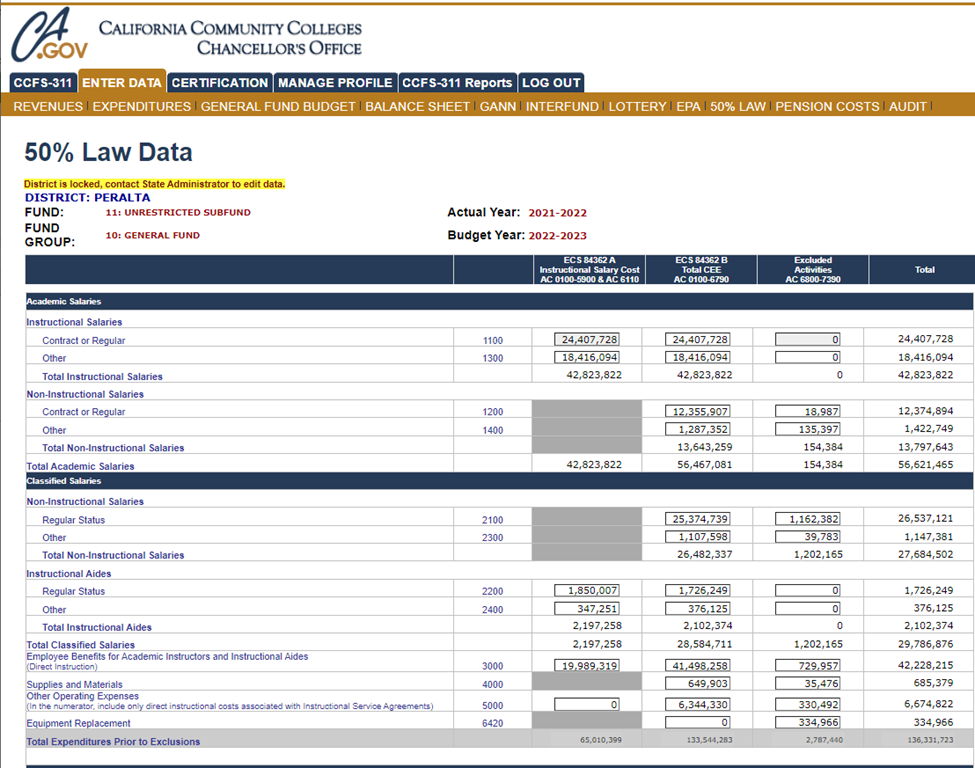 CA.GOV
CALIFORNIA COMMUNITY COLLEGES
CHANCELLOR'S OFFICE
CCFS-311 ENTER DATA CERTIFICATION MANAGE PROFILE CCFS-311 Reports LOG OUT
REVENUES | EXPENDITURES | GENERAL FUND BUDGET | BALANCE SHEET | GANN | INTERFUND | LOTTERY | EPA | 50% LAW | PENSION COSTS | AUDIT |
50% Law Data
District is locked, contact State Administrator to edit data.
DISTRICT: PERALTA
FUND: 11: UNRESTRICTED SUBFUND Actual Year: 2021-2022
FUND
GROUP: 10: GENERAL FUND Budget Year: 2022-2023
ECS 84362 A ECS 84362 B Excluded
Instructional Salary Cost Total CEE Activities Total
AC 0100-5900 & AC 6110 AC 0100-6790 AC 6800-7390
Academic Salaries
Instructional Salaries
Contract or Regular 1100 24,407,728 24,407,728 0 24,407,728
Other 1300 18,416,094 18,416,094 0 18,416,094
Total Instructional Salaries 42,823,822 42,823,822 0 42,823,822
Non-Instructional Salaries
Contract or Regular 1200 12,355,907 18,987 12,374,894
Other 1400 1,287,352 135,397 1,422,749
Total Non-Instructional Salaries 13,643,259 154,384 13,797,643
Total Academic Salaries 42,823,822 56,467,081 154,384 56,621,465
Classified Salaries
Non-Instructional Salaries
Regular Status 2100 25,374,739 1,162,382 26,537,121
Other 2300 1,107,598 39,783 1,147,381
Total Non-Instructional Salaries 26,482,337 1,202,165 27,684,502
Instructional Aides
Regular Status 2200 1,850,007 1,726,249 0 1,726,249
Other 2400 347,251 376,125 0 376,125
Total Instructional Aides 2,197,258 2,102,374 0 2,102,374
Total Classified Salaries 2,197,258 28,584,711 1,202,165 29,786,876
Employee Benefits for Academic Instructors and Instructional Aides
(Direct Instruction) 3000 19,989,319 41,498,258 729,957 42,228,215
Supplies and Materials 4000 649,903 35,476 685,379
Other Operating Expenses
(In the numerator, include only direct instructional costs associated with Instructional Service Agreements) 5000 0 6,344,330 330,492 6,674,822
Equipment Replacement 6420 0 334,966 334,966
Total Expenditures Prior to Exclusions 65,010,399 133,544,283 2,787,440 136,331,723